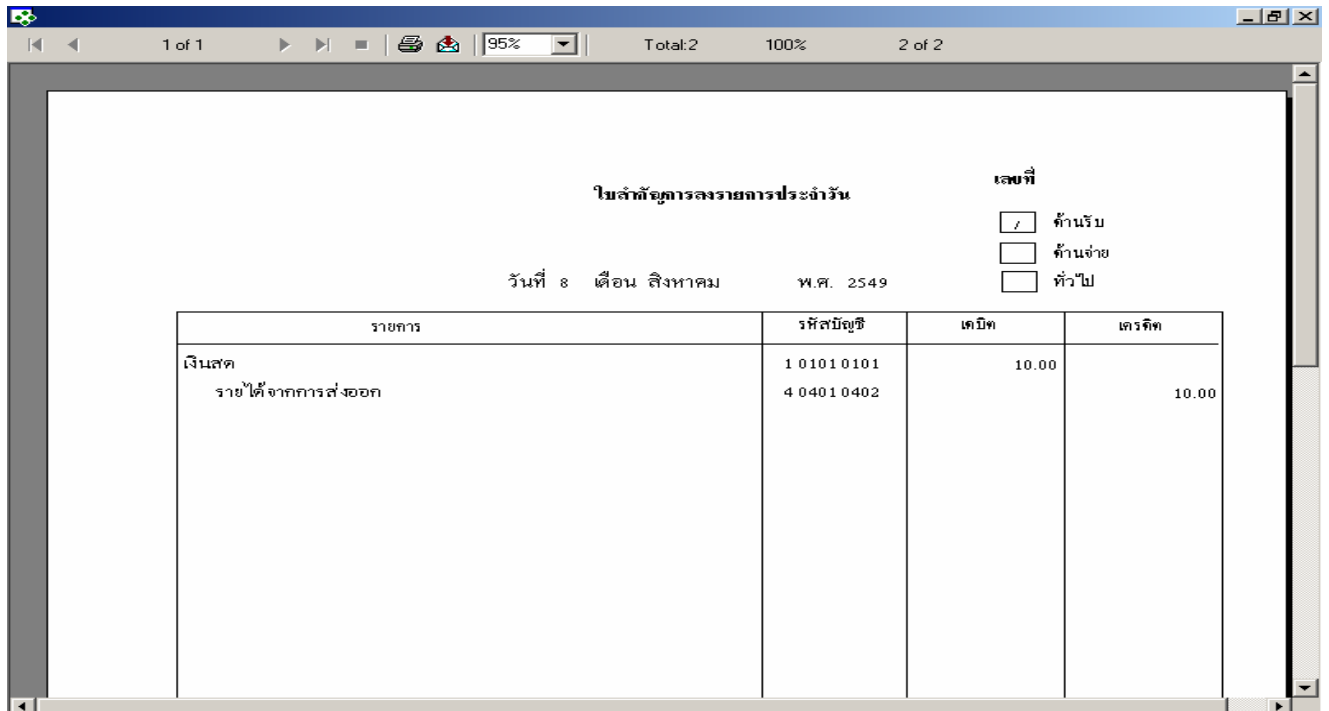 1 of 1 95% Total:2 100% 2 of 2
เลขที่
ใบสำคัญการลงรายการประจำวัน
/ ด้านรับ
ด้านจ่าย
วันที่ 8 เดือน สิงหาคม พ.ศ. 2549 ทั่วไป
รายการ รหัสบัญชี เดบิต เครดิต
เงินสด 1 01010101 10.00
รายได้จากการส่งออก 4 04010402 10.00